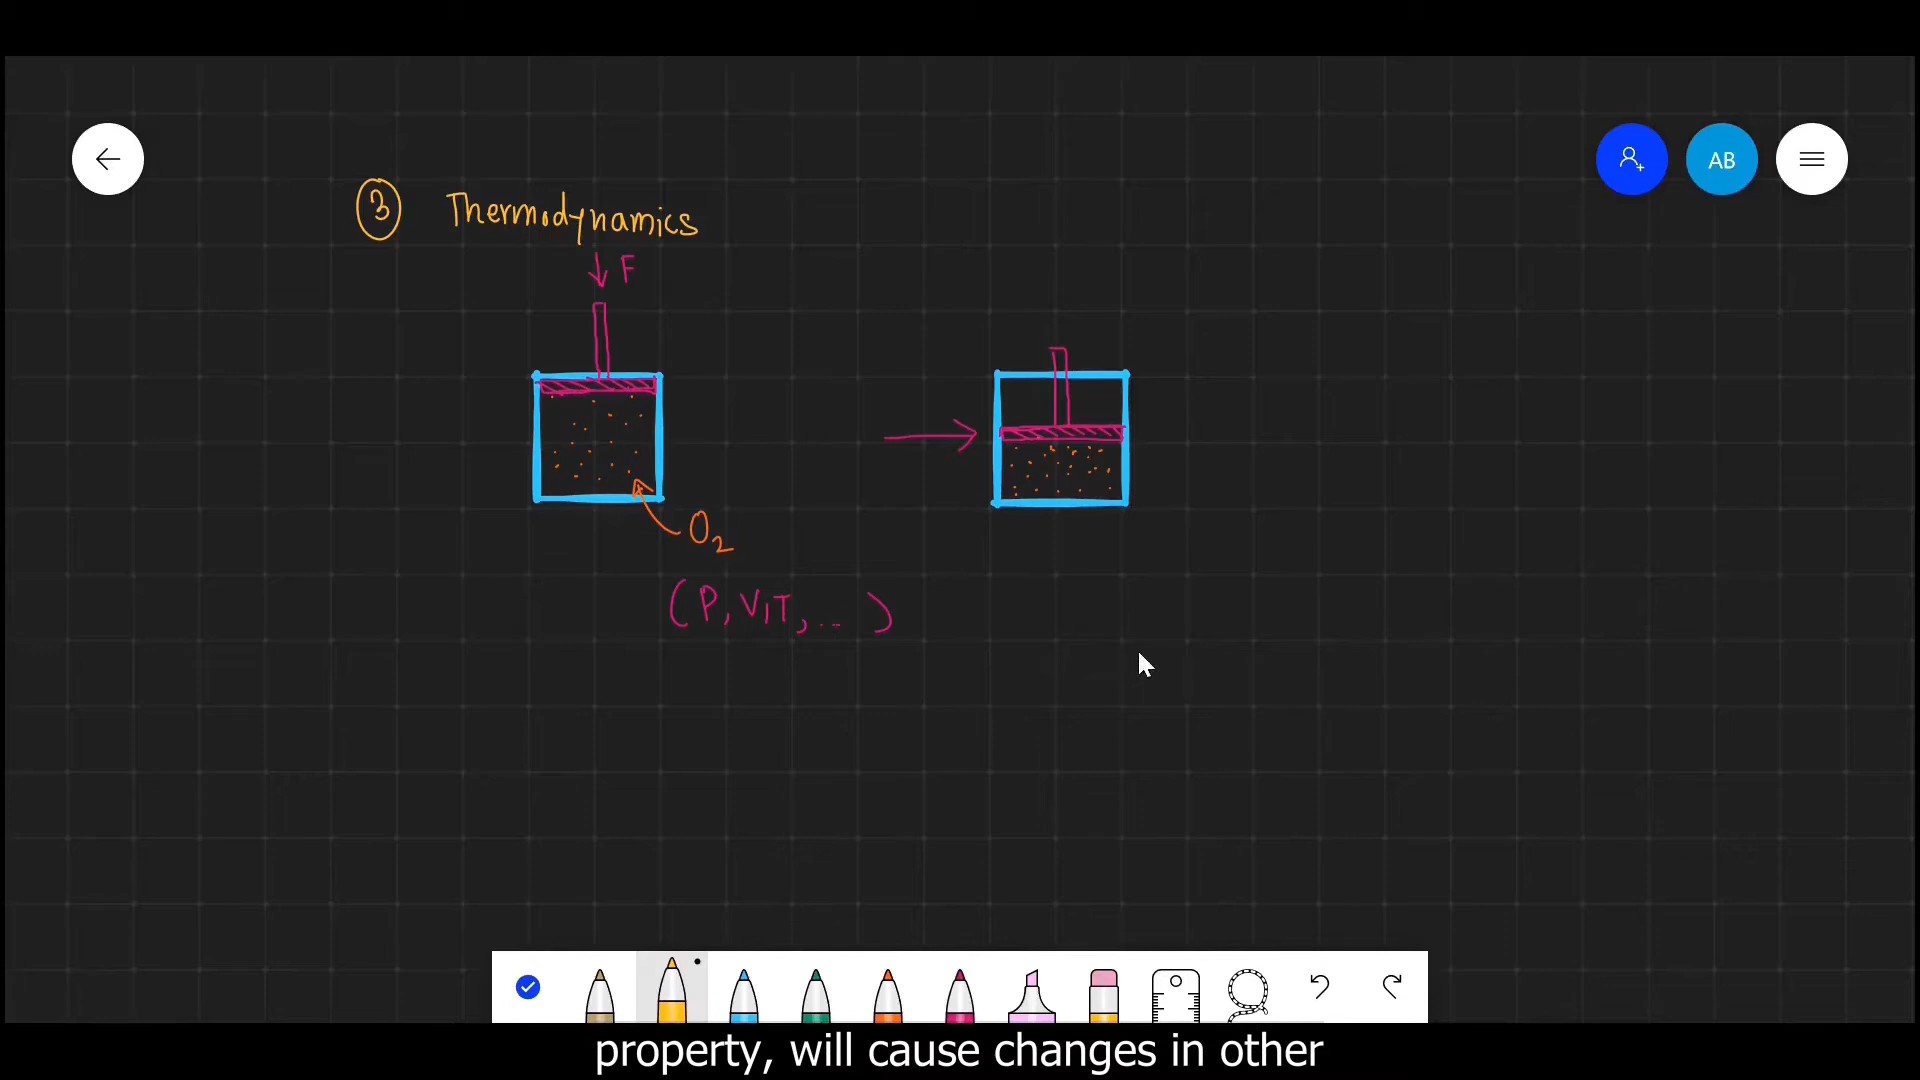 AB
3 Thermodynamics
F
O2
(P, V, T, ... )
property, will cause changes in other